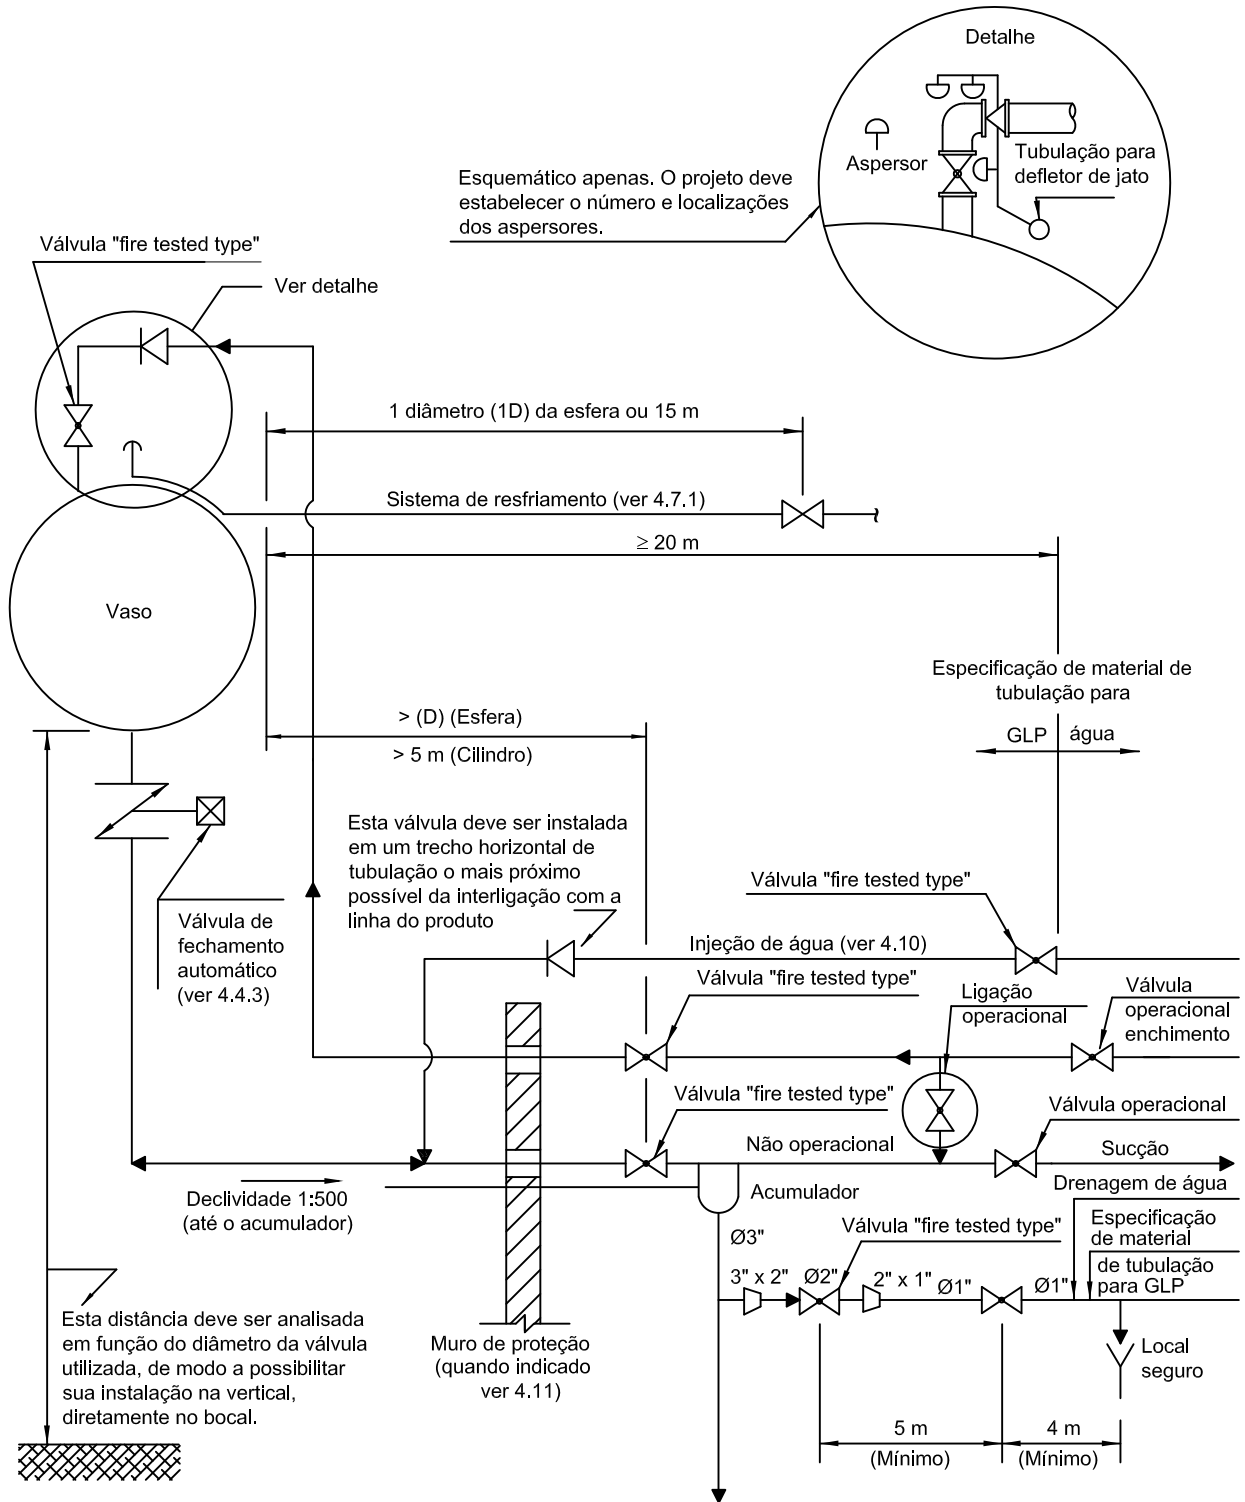 Detalhe
Aspersor
Tubulação para
defletor de jato
Esquemático apenas. O projeto deve
estabelecer o número e localizações
dos aspersores.
Válvula "fire tested type"
Ver detalhe
1 diâmetro (1D) da esfera ou 15 m
Sistema de resfriamento (ver 4.7.1)
≥ 20 m
Vaso
Especificação de material de
tubulação para
GLP água
> (D) (Esfera)
> 5 m (Cilindro)
Esta válvula deve ser instalada
em um trecho horizontal de
tubulação o mais próximo
possível da interligação com a
linha do produto
Válvula de
fechamento
automático
(ver 4.4.3)
Válvula "fire tested type"
Injeção de água (ver 4.10)
Válvula "fire tested type"
Ligação
operacional
Válvula
operacional
enchimento
Válvula "fire tested type"
Válvula operacional
Não operacional
Sucção
Declividade 1:500
(até o acumulador)
Acumulador
Drenagem de água
Ø3"
Válvula "fire tested type"
Especificação
de material
de tubulação
para GLP
3" x 2"
Ø2"
2" x 1"
Ø1"
Ø1"
Esta distância deve ser analisada
em função do diâmetro da válvula
utilizada, de modo a possibilitar
sua instalação na vertical,
diretamente no bocal.
Muro de proteção
(quando indicado
ver 4.11)
Local
seguro
5 m
(Mínimo)
4 m
(Mínimo)